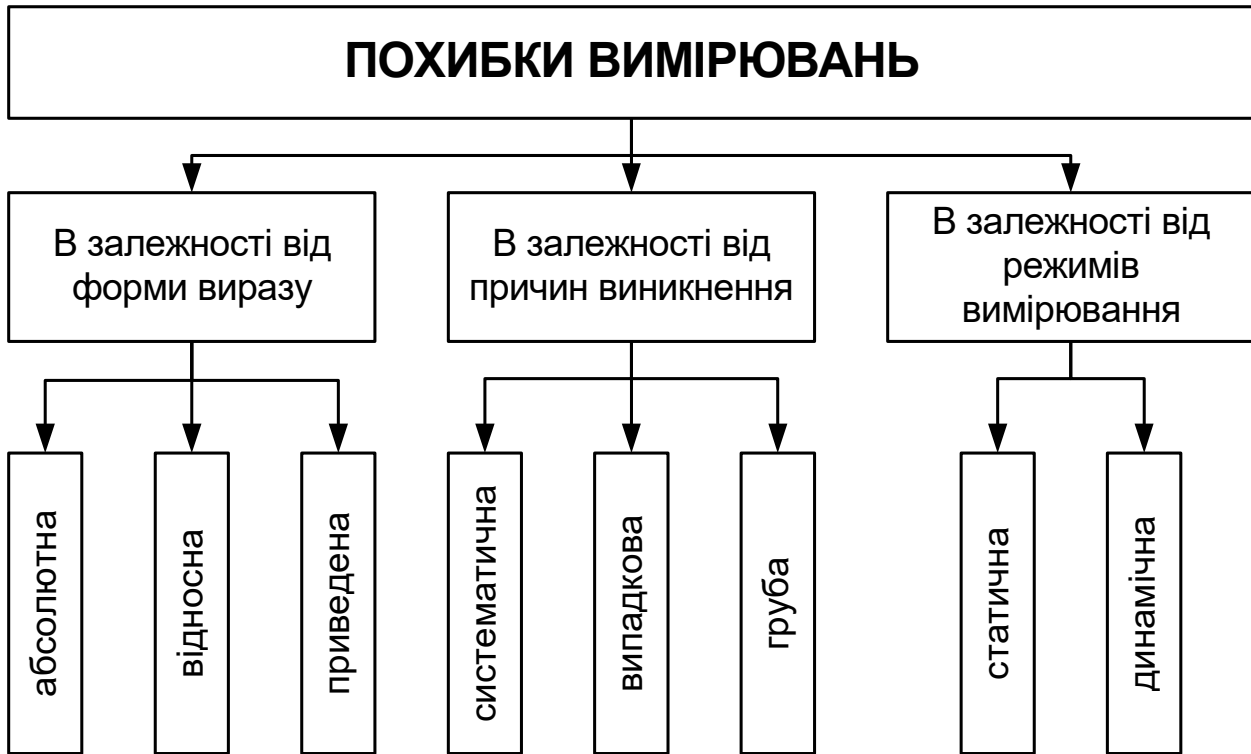 ПОХИБКИ ВИМІРЮВАНЬ
В залежності від
форми виразу
В залежності від
причин виникнення
В залежності від
режимів
вимірювання
абсолютна
відносна
приведена
систематична
випадкова
груба
статична
динамічна